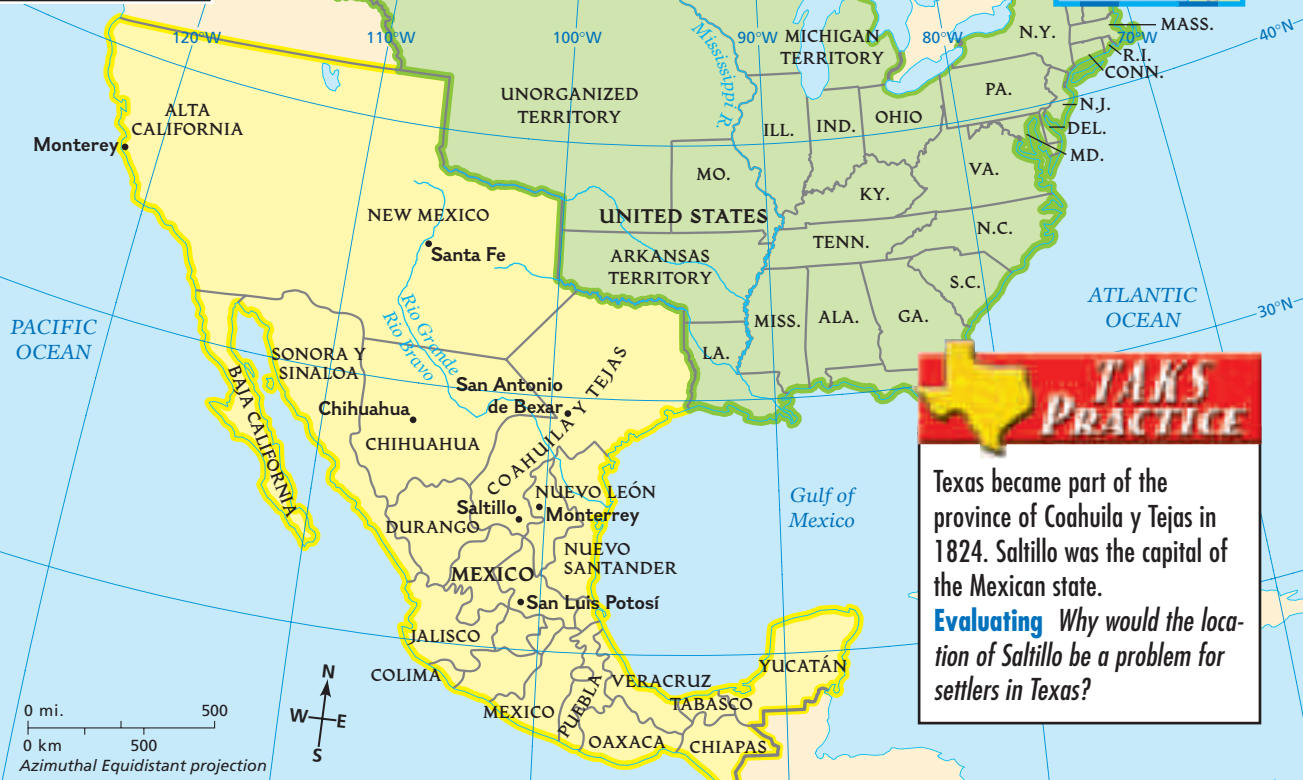 120°W
110°W
100°W
90°W
80°W
70°W
40°N
30°N
MASS.
R.I.
CONN.
N.J.
DEL.
MD.
N.Y.
PA.
VA.
N.C.
S.C.
GA.
ALA.
MISS.
LA.
TENN.
KY.
OHIO
IND.
ILL.
MO.
MICHIGAN
TERRITORY
Mississippi R.
UNORGANIZED
TERRITORY
UNITED STATES
ARKANSAS
TERRITORY
ALTA
CALIFORNIA
Monterey
NEW MEXICO
Santa Fe
Rio Grande
Rio Bravo
PACIFIC
OCEAN
ATLANTIC
OCEAN
SONORA Y
SINALOA
BAJA CALIFORNIA
Chihuahua
CHIHUAHUA
San Antonio
de Bexar
COAHUILA Y TEJAS
NUEVO LEÓN
Saltillo
Monterrey
DURANGO
NUEVO
SANTANDER
MEXICO
San Luis Potosí
JALISCO
COLIMA
MEXICO
PUEBLA
VERACRUZ
TABASCO
YUCATÁN
OAXACA
CHIAPAS
Gulf of
Mexico
N
W
E
S
0 mi.
500
0 km
500
Azimuthal Equidistant projection
TAKS
PRACTICE
Texas became part of the
province of Coahuila y Tejas in
1824. Saltillo was the capital of
the Mexican state.
Evaluating Why would the loca-
tion of Saltillo be a problem for
settlers in Texas?